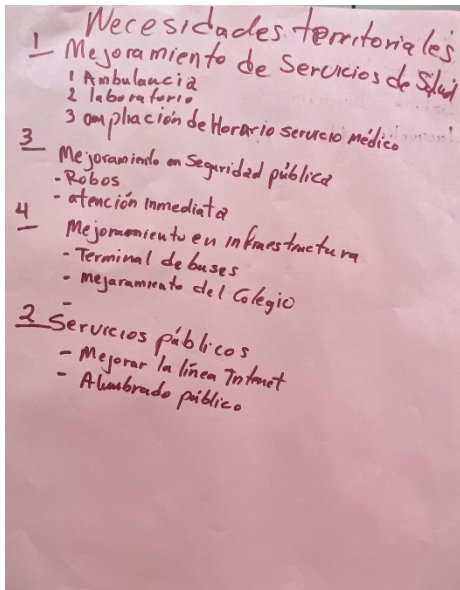 Necesidades territoriales
1 Mejoramiento de Servicios de Salud
1 Ambulancia
2 laboratorio
3 ampliación de Horario servicio médico
3 Mejoramiento en Seguridad pública
- Robos
- atención inmediata
4 Mejoramiento en infraestructura
- Terminal de buses
- mejaramiento del Colegio
-
2 Servicios públicos
- Mejorar la línea Internet
- Alumbrado público